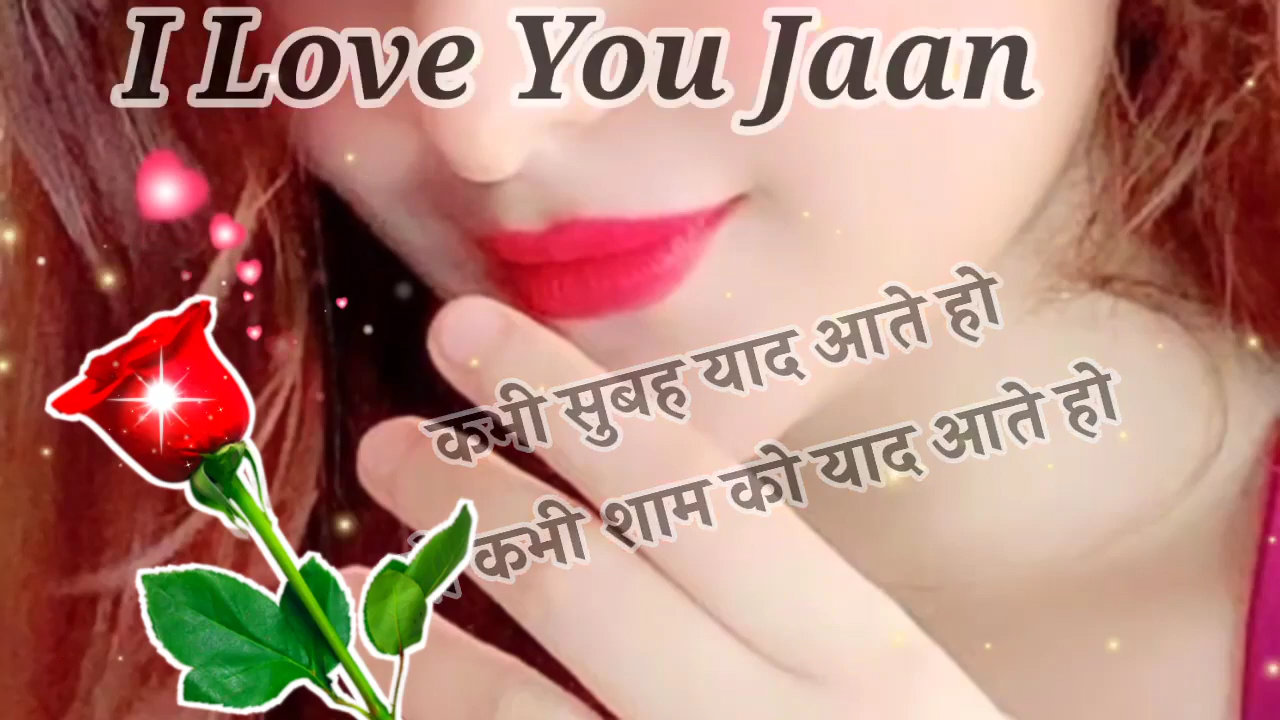 I Love You Jaan
कभी सुबह याद आते हो
कभी शाम को याद आते हो